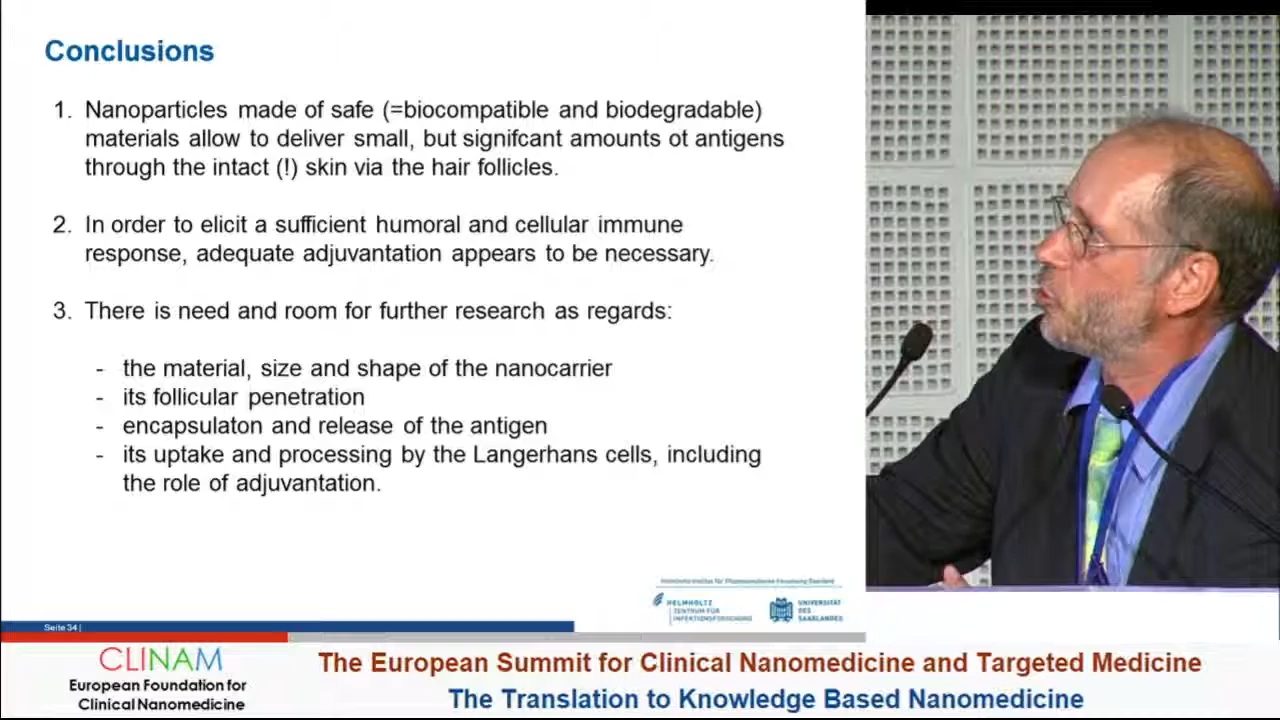 Conclusions
1. Nanoparticles made of safe (=biocompatible and biodegradable)
materials allow to deliver small, but signifcant amounts ot antigens
through the intact (!) skin via the hair follicles.
2. In order to elicit a sufficient humoral and cellular immune
response, adequate adjuvantation appears to be necessary.
3. There is need and room for further research as regards:
- the material, size and shape of the nanocarrier
- its follicular penetration
- encapsulaton and release of the antigen
- its uptake and processing by the Langerhans cells, including
the role of adjuvantation.
Helmholtz-Institut für Pharmazeutische Forschung Saarland
HELMHOLTZ
ZENTRUM FÜR
INFEKTIONSFORSCHUNG
UNIVERSITÄT
DES
SAARLANDES
Seite 34 |
CLINAM
European Foundation for
Clinical Nanomedicine
The European Summit for Clinical Nanomedicine and Targeted Medicine
The Translation to Knowledge Based Nanomedicine